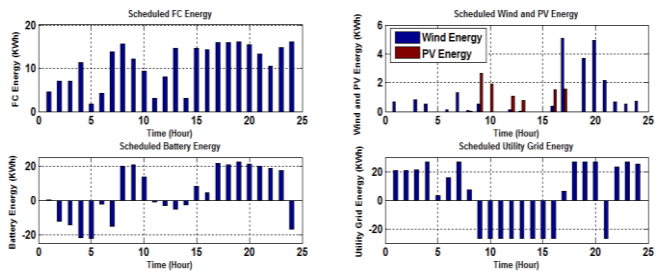 Scheduled FC Energy
FC Energy (KWh)
20
10
0
0 5 10 15 20 25
Time (Hour)
Scheduled Wind and PV Energy
Wind and PV Energy (KWh)
6
4
2
0
Wind Energy
PV Energy
0 5 10 15 20 25
Time (Hour)
Scheduled Battery Energy
Battery Energy (KWh)
20
0
-20
0 5 10 15 20 25
Time (Hour)
Scheduled Utility Grid Energy
Utility Grid Energy (KWh)
20
0
-20
0 5 10 15 20 25
Time (Hour)